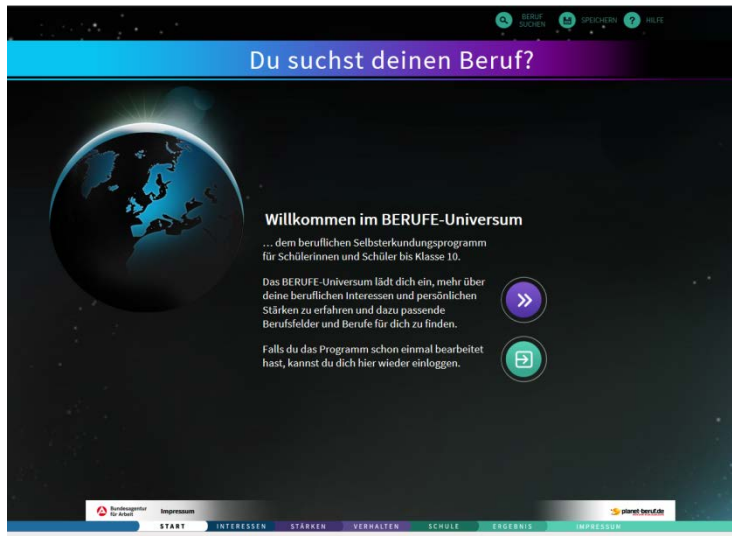 BERUF
SUCHEN
SPEICHERN
?
HILFE
Du suchst deinen Beruf?
Willkommen im BERUFE-Universum
… dem beruflichen Selbsterkundungsprogramm
für Schülerinnen und Schüler bis Klasse 10.
Das BERUFE-Universum lädt dich ein, mehr über
deine beruflichen Interessen und persönlichen
Stärken zu erfahren und dazu passende
Berufsfelder und Berufe für dich zu finden.
Falls du das Programm schon einmal bearbeitet
hast, kannst du dich hier wieder einloggen.
Bundesagentur
für Arbeit
Impressum
planet-beruf.de
START INTERESSEN STÄRKEN VERHALTEN SCHULE ERGEBNIS IMPRESSUM